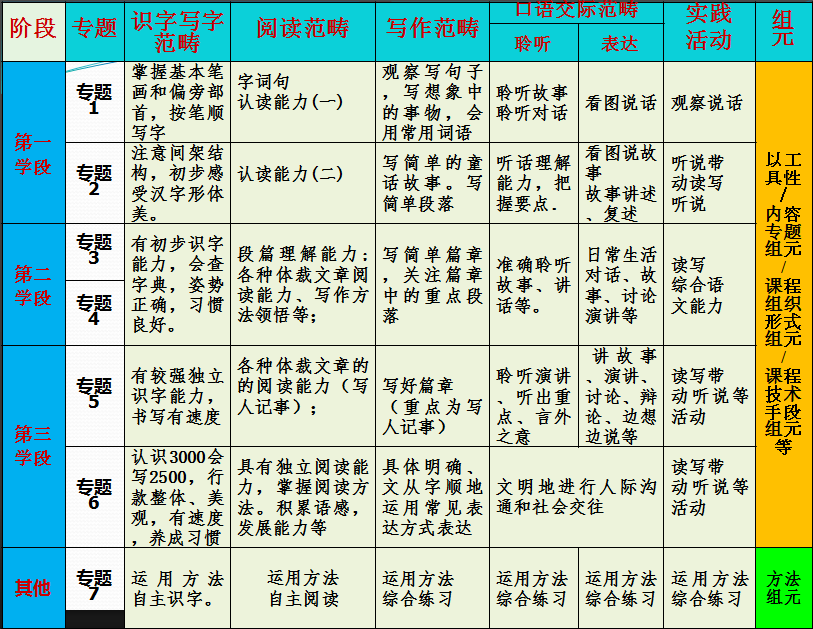 阶段
专题
识字写字
范畴
阅读范畴
写作范畴
口语交际范畴
聆听
表达
实践
活动
组
元
第一
学段
专题
1
掌握基本笔
画和偏旁部
首，按笔顺
写字
字词句
认读能力(一)
观察写句子
，写想象中
的事物，会
用常用词语
聆听故事
聆听对话
看图说话
观察说话
专题
2
注意间架结
构，初步感
受汉字形体
美。
认读能力(二)
写简单的童
话故事。写
简单段落
听话理解
能力，把
握要点．
看图说故
事
故事讲述
、复述
听说带
动读写
听说
第二
学段
专题
3
专题
4
有初步识字
能力，会查
字典，姿势
正确，习惯
良好。
段篇理解能力；
各种体裁文章阅
读能力、写作方
法领悟等；
写简单篇章
，关注篇章
中的重点段
落
准确聆听
故事、讲
话等。
日常生活
对话、故
事、讨论
演讲等
读写
综合语
文能力
第三
学段
专题
5
有较强独立
识字能力，
书写有速度
各种体裁文章的
的阅读能力（写
人记事）；
写好篇章
（重点为写
人记事）
聆听演讲
、听出重
点、言外
之意
讲故事
、演讲、
讨论、辩
论、边想
边说等
读写带
动听说等
活动
专题
6
认识3000会
写2500，行
款整体、美
观，有速度
，养成习惯
具有独立阅读能
力，掌握阅读方
法。积累语感，
发展能力等
具体明确、
文从字顺地
运用常见表
达方式表达
文明地进行人际沟
通和社会交往
读写带
动听说等
活动
以工
具性
/
内容
专题
组元
/
课程
组织
形式
组元
/
课程
技术
手段
组元
等
其他
专题
7
运用方法
自主识字。
运用方法
自主阅读
运用方法
综合练习
运用方法
综合练习
运用方法
综合练习
运用方法
综合练习
方法
组元